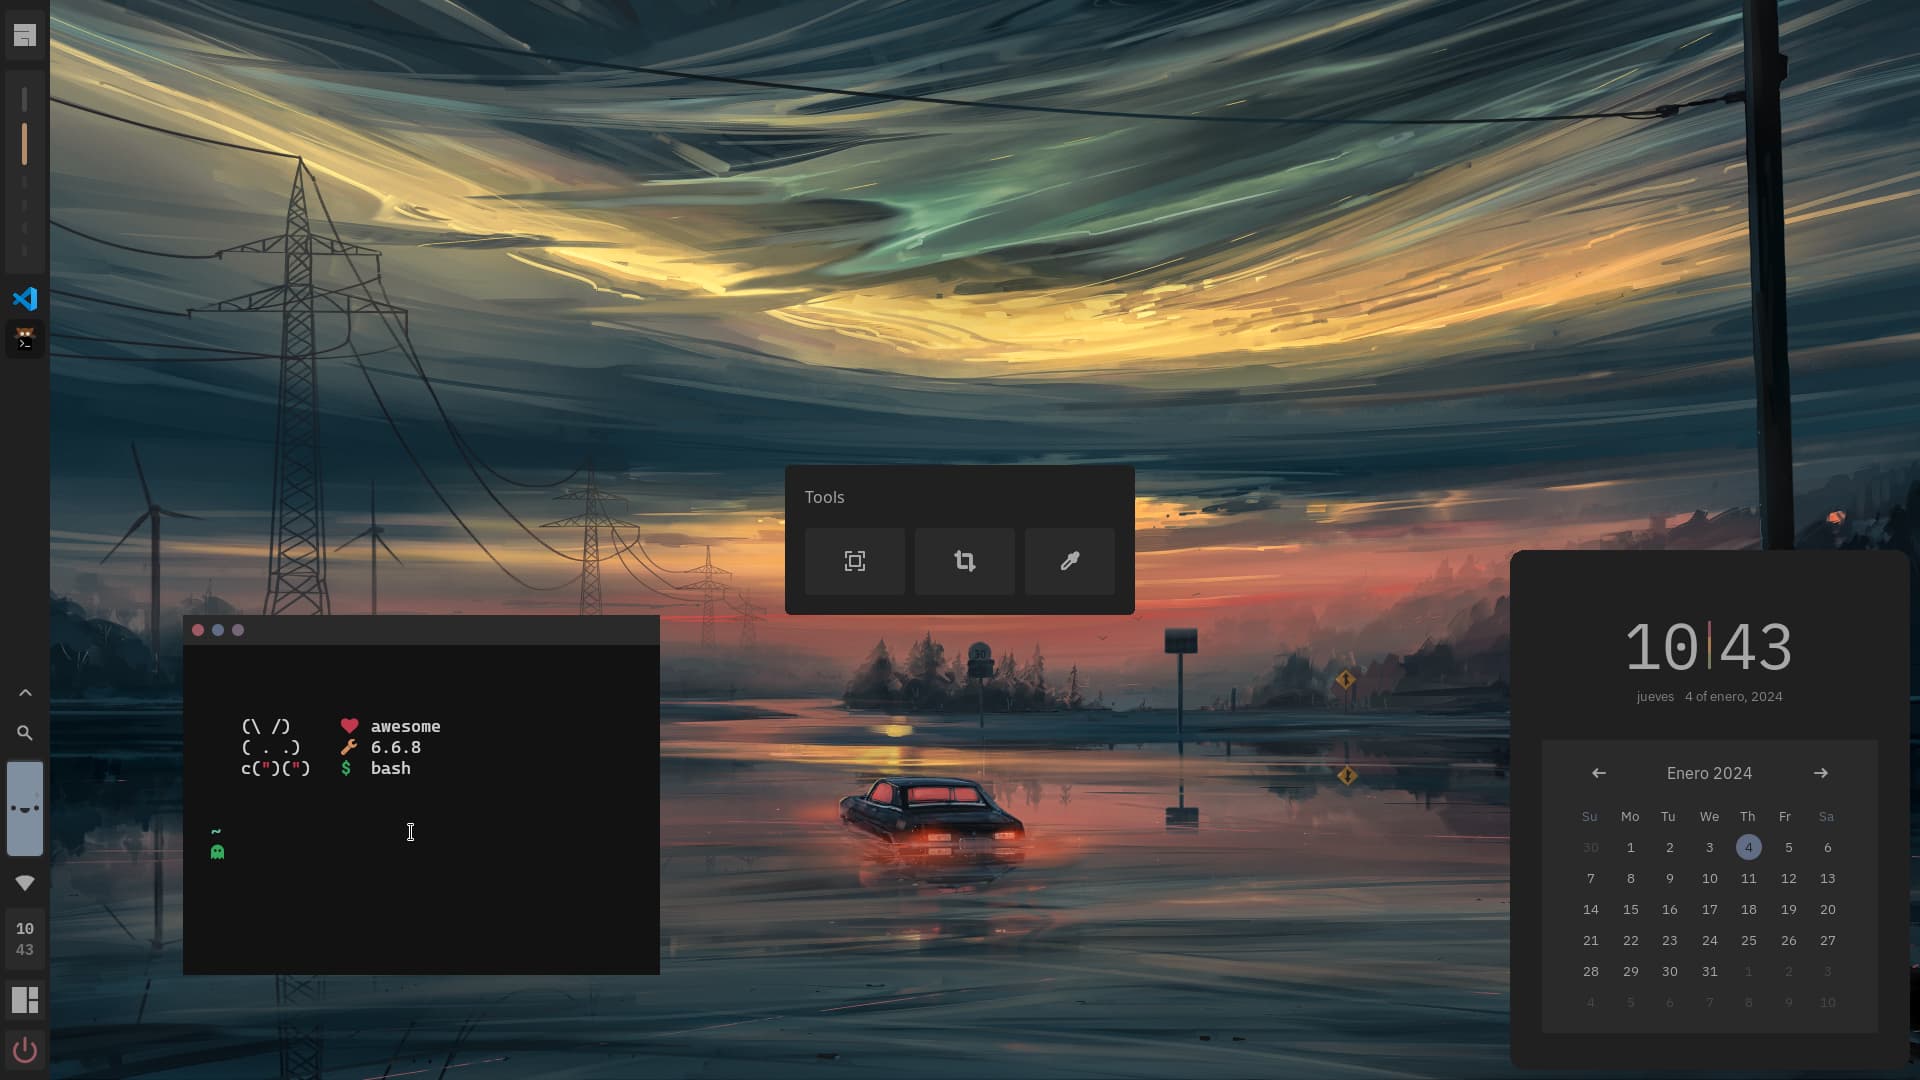 Tools
(\ /) awesome
( . .) 6.6.8
c(")(") $ bash
~
10
43
30
10|43
jueves 4 of enero, 2024
← Enero 2024 →
Su Mo Tu We Th Fr Sa
30 1 2 3 4 5 6
7 8 9 10 11 12 13
14 15 16 17 18 19 20
21 22 23 24 25 26 27
28 29 30 31 1 2 3
4 5 6 7 8 9 10